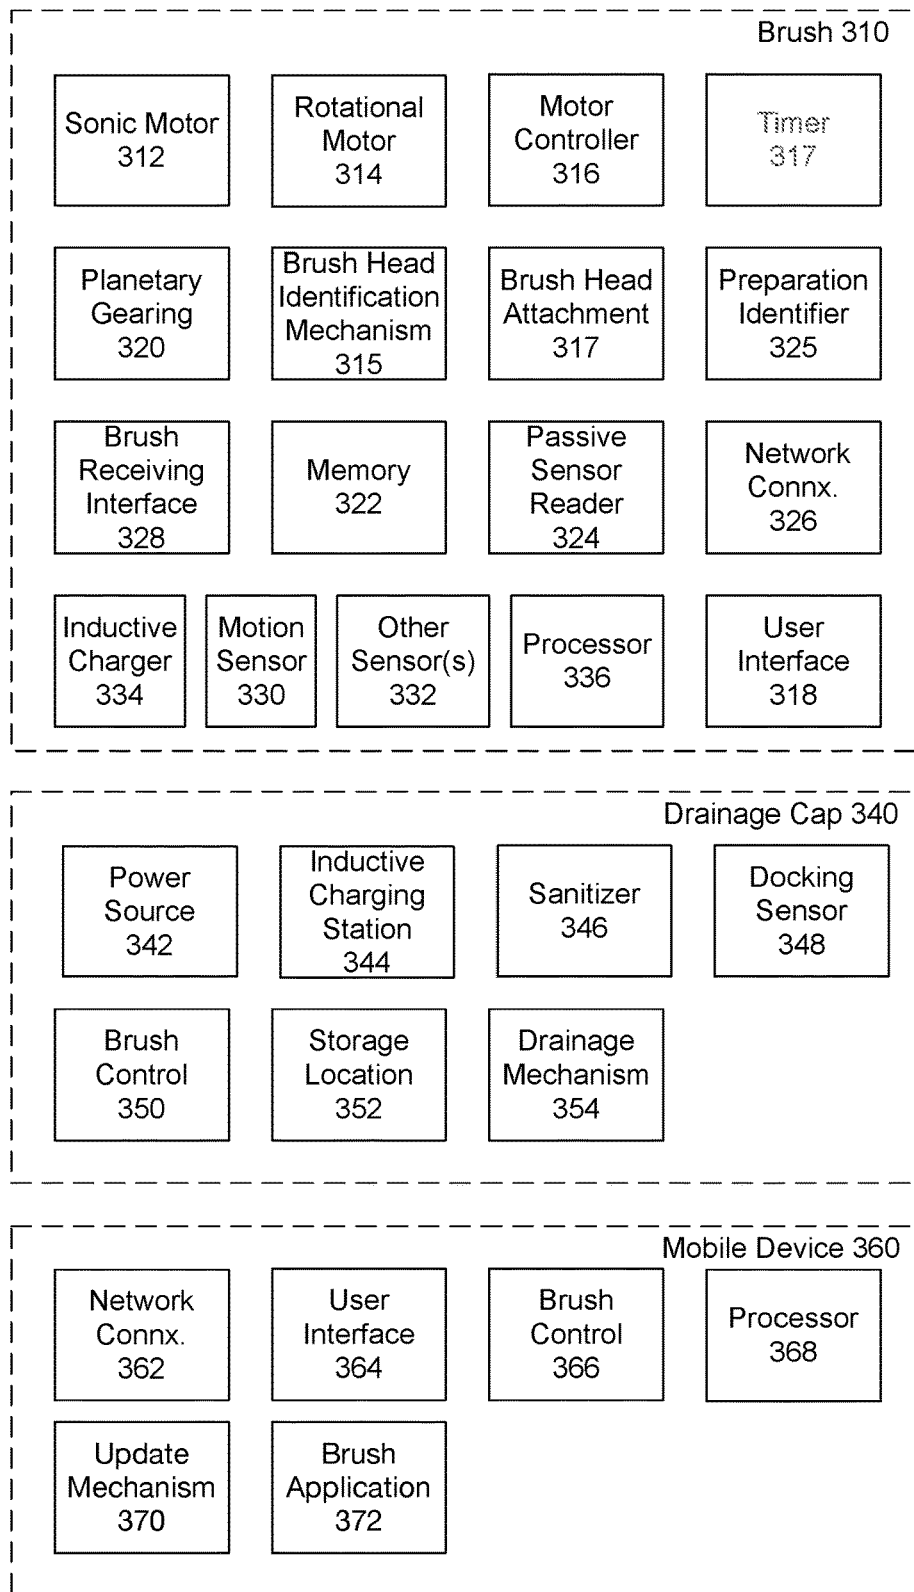 Brush 310
Sonic Motor
312
Rotational
Motor
314
Motor
Controller
316
Timer
317
Planetary
Gearing
320
Brush Head
Identification
Mechanism
315
Brush Head
Attachment
317
Preparation
Identifier
325
Brush
Receiving
Interface
328
Memory
322
Passive
Sensor
Reader
324
Network
Connx.
326
Inductive
Charger
334
Motion
Sensor
330
Other
Sensor(s)
332
Processor
336
User
Interface
318
Drainage Cap 340
Power
Source
342
Inductive
Charging
Station
344
Sanitizer
346
Docking
Sensor
348
Brush
Control
350
Storage
Location
352
Drainage
Mechanism
354
Mobile Device 360
Network
Connx.
362
User
Interface
364
Brush
Control
366
Processor
368
Update
Mechanism
370
Brush
Application
372